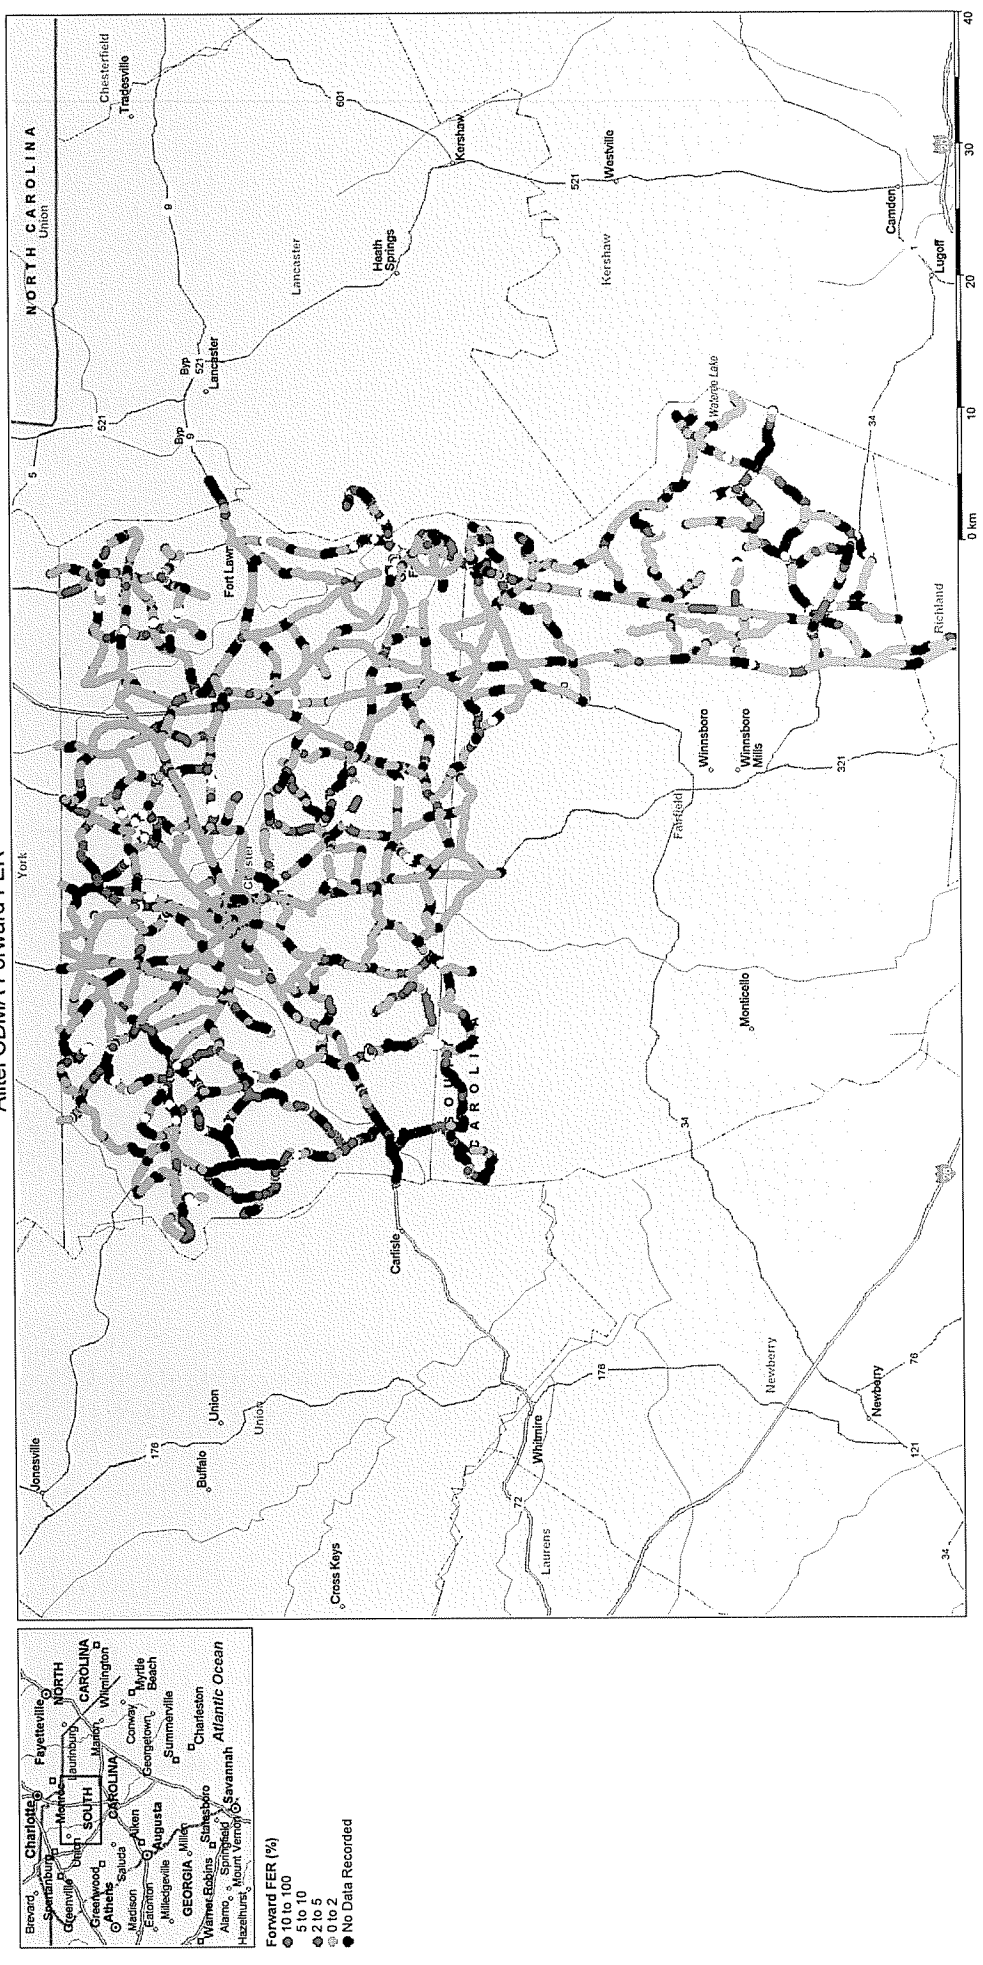 Alltel CDMA Forward FER
York
Chesterfield
Tradesville
NORTH CAROLINA
Union
601
9
5
521
Byp
521
Lancaster
Byp
9
Lancaster
Heath
Springs
Kershaw
521
Westville
Kershaw
Camden
1
Lugoff
34
Wateree Lake
Fort Lawn
Chester
Richland
Winnsboro
Winnsboro
Mills
321
Fairfield
Monticello
34
SOUTH
CAROLINA
Carlisle
Jonesville
176
Union
Union
Buffalo
Cross Keys
Whitmire
72
176
Laurens
Newberry
Newberry
76
121
34
0 km
10
20
30
40
Brevard
Charlotte
Fayetteville
Spartanburg
Monroe
NORTH
CAROLINA
Laurinburg
Greenville
Union
SOUTH
CAROLINA
Marion
Wilmington
Greenwood
Athens
Saluda
Conway
Myrtle
Beach
Madison
Aiken
Georgetown
Eatonton
Augusta
Summerville
Milledgeville
Charleston
GEORGIA
Millen
Warner Robins
Statesboro
Savannah
Atlantic Ocean
Alamo
Springfield
Mount Vernon
Hazelhurst
Forward FER (%)
10 to 100
5 to 10
2 to 5
0 to 2
No Data Recorded